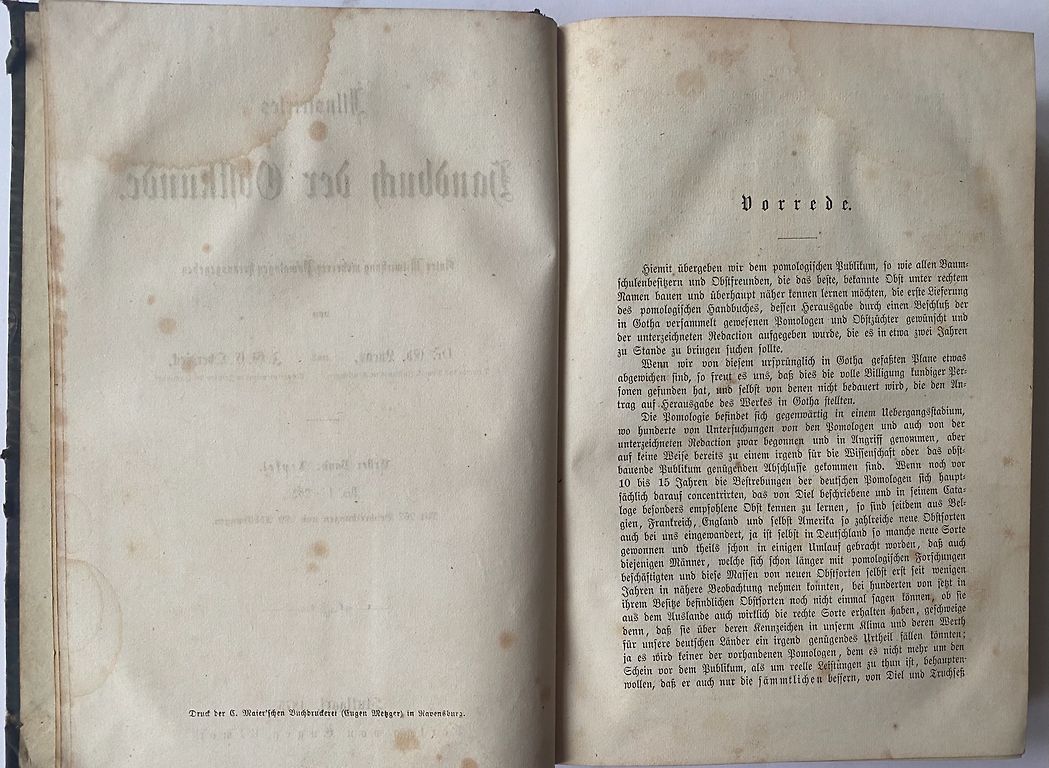 Illustrirtes
Handbuch der Obstkunde.
Unter Mitwirkung mehrerer Pomologen herausgegeben
von
Dr. Ed. Lucas und J. G. C. Oberdieck,
Erster Band. Aepfel.
Druck der C. Maier'schen Buchdruckerei (Eugen Metzger) in Ravensburg.
Vorrede.
Hiemit übergeben wir dem pomologischen Publikum, so wie allen Baum-
schulenbesitzern und Obstfreunden, die das beste, bekannte Obst unter rechtem
Namen bauen und überhaupt näher kennen lernen möchten, die erste Lieferung
des pomologischen Handbuches, dessen Herausgabe durch einen Beschluß der
in Gotha versammelt gewesenen Pomologen und Obstzüchter gewünscht und
der unterzeichneten Redaction aufgegeben wurde, die es in etwa zwei Jahren
zu Stande zu bringen suchen sollte.
Wenn wir von diesem ursprünglich in Gotha gefaßten Plane etwas
abgewichen sind, so freut es uns, daß dies die volle Billigung kundiger Per-
sonen gefunden hat, und selbst von denen nicht bedauert wird, die den An-
trag auf Herausgabe des Werkes in Gotha stellten.
Die Pomologie befindet sich gegenwärtig in einem Uebergangsstadium,
wo hunderte von Untersuchungen von den Pomologen und auch von der
unterzeichneten Redaction zwar begonnen und in Angriff genommen, aber
auf keine Weise bereits zu einem irgend für die Wissenschaft oder das obst-
bauende Publikum genügenden Abschlusse gekommen sind. Wenn noch vor
10 bis 15 Jahren die Bestrebungen der deutschen Pomologen sich haupt-
sächlich darauf concentrirten, das von Diel beschriebene und in seinem Cata-
loge besonders empfohlene Obst kennen zu lernen, so sind seitdem aus Bel-
gien, Frankreich, England und selbst Amerika so zahlreiche neue Obstsorten
auch bei uns eingewandert, ja ist selbst in Deutschland so manche neue Sorte
gewonnen und theils schon in einigen Umlauf gebracht worden, daß auch
diejenigen Männer, welche sich schon länger mit pomologischen Forschungen
beschäftigten und diese Massen von neuen Obstsorten selbst erst seit wenigen
Jahren in nähere Beobachtung nehmen konnten, bei hunderten von jetzt in
ihrem Besitze befindlichen Obstsorten noch nicht einmal sagen können, ob sie
aus dem Auslande auch wirklich die rechte Sorte erhalten haben, geschweige
denn, daß sie über deren Kennzeichen in unserm Klima und deren Werth
für unsere deutschen Länder ein irgend genügendes Urtheil fällen könnten;
ja es wird keiner der vorhandenen Pomologen, dem es nicht mehr um den
Schein vor dem Publikum, als um reelle Leistungen zu thun ist, behaupten
wollen, daß er auch nur die sämmtlichen bessern, von Diel und Truchseß